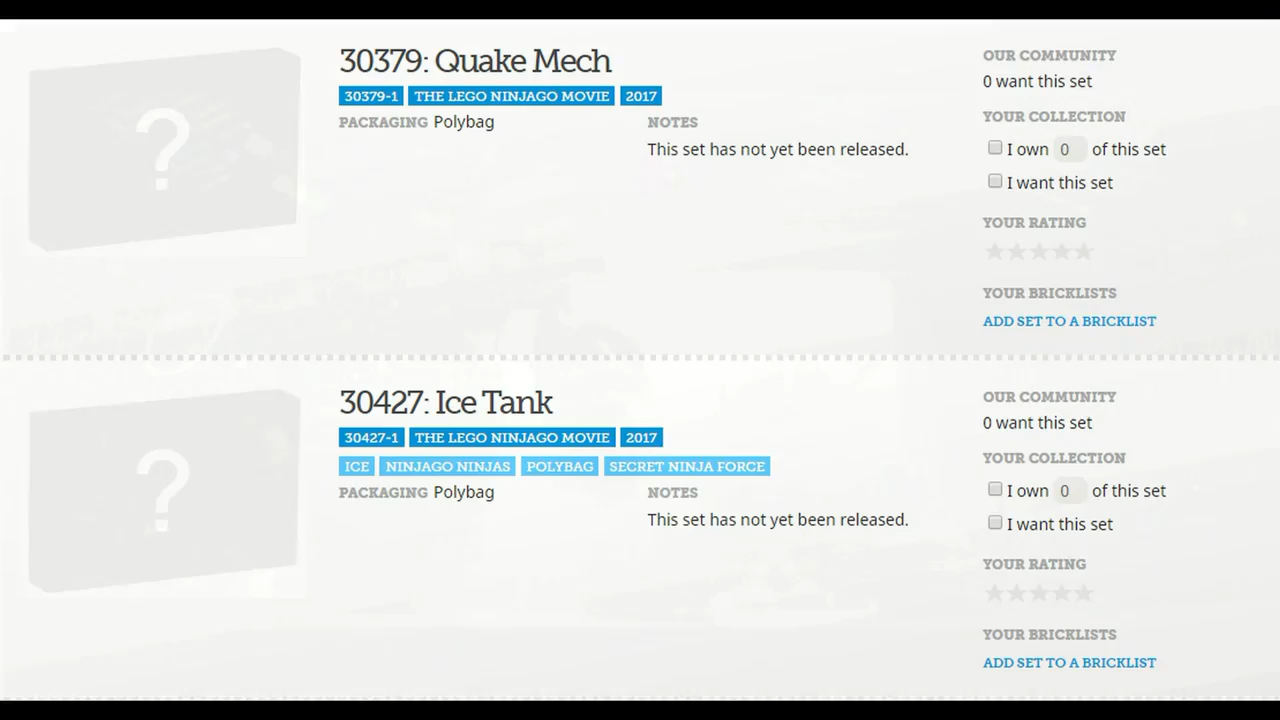 ?
30379: Quake Mech
30379-1 THE LEGO NINJAGO MOVIE 2017
PACKAGING Polybag
NOTES
This set has not yet been released.
OUR COMMUNITY
0 want this set
YOUR COLLECTION
I own 0 of this set
I want this set
YOUR RATING
YOUR BRICKLISTS
ADD SET TO A BRICKLIST
?
30427: Ice Tank
30427-1 THE LEGO NINJAGO MOVIE 2017
ICE NINJAGO NINJAS POLYBAG SECRET NINJA FORCE
PACKAGING Polybag
NOTES
This set has not yet been released.
OUR COMMUNITY
0 want this set
YOUR COLLECTION
I own 0 of this set
I want this set
YOUR RATING
YOUR BRICKLISTS
ADD SET TO A BRICKLIST